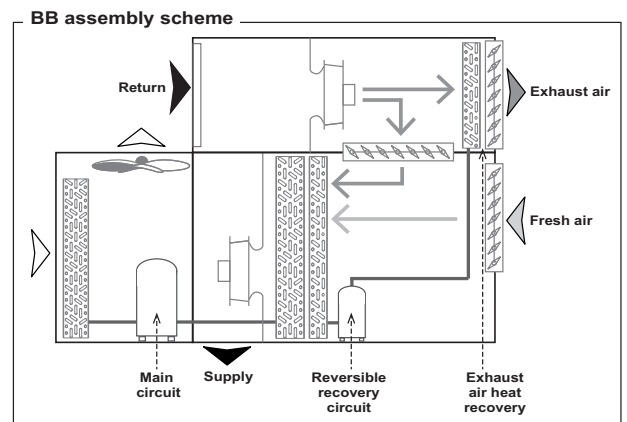 BB assembly scheme
Return
Exhaust air
Fresh air
Main
circuit
Supply
Reversible
recovery
circuit
Exhaust
air heat
recovery